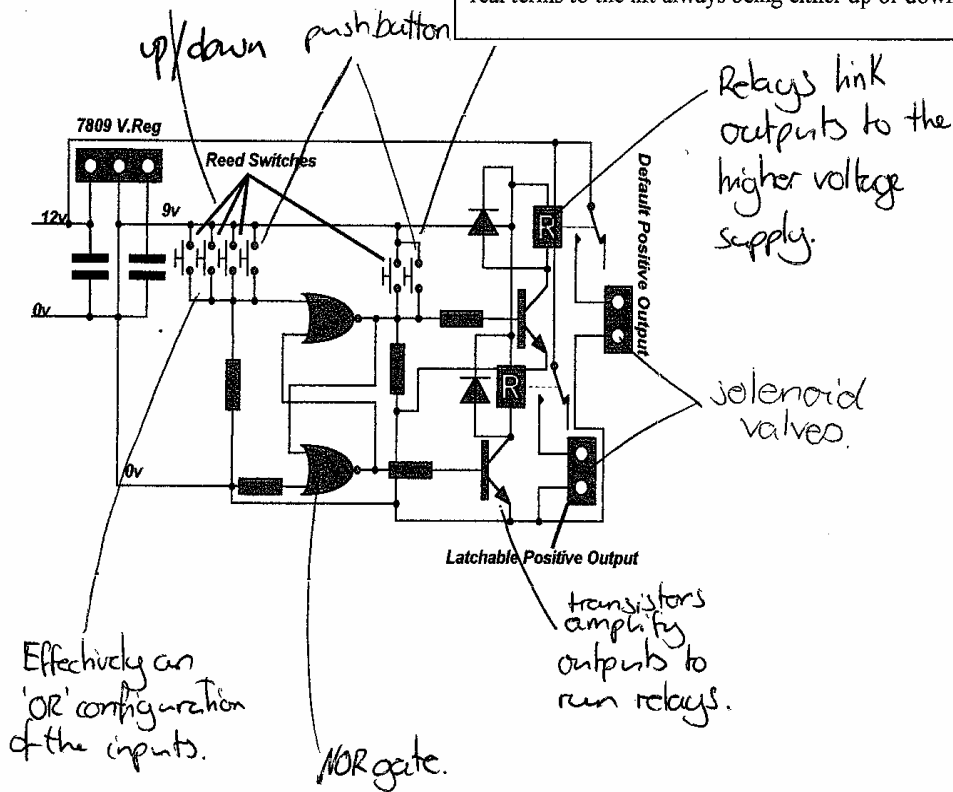 real terms to the lift always being either up or down
up/down
pushbutton
7809 V.Reg
Reed Switches
12v
9v
0v
0v
R
R
Default Positive Output
Latchable Positive Output
Relays link
outputs to the
higher voltage
supply.
solenoid
valves.
transistors
amplify
outputs to
run relays.
Effectively an
'OR' configuration
of the inputs.
NOR gate.